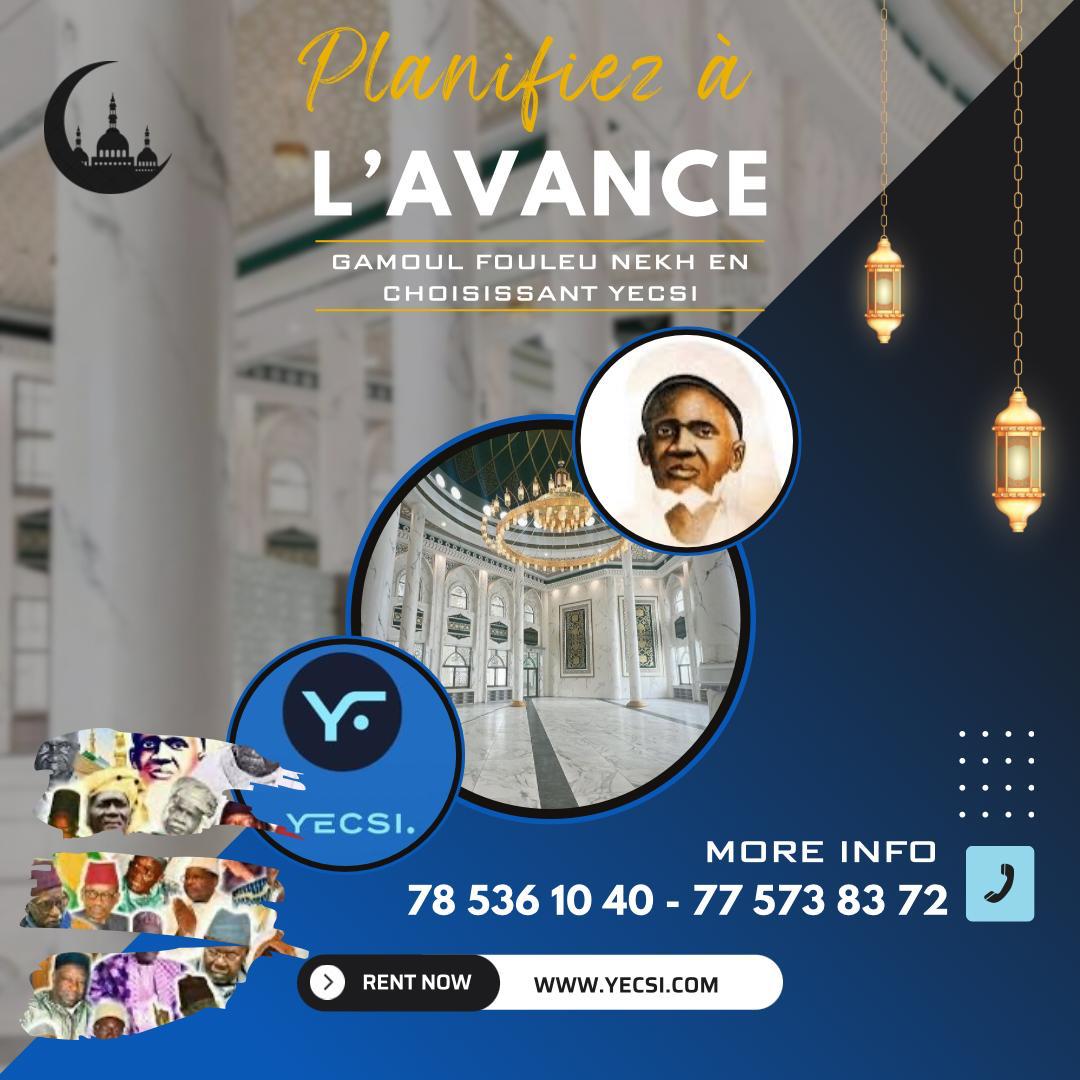 Planifiez à
L'AVANCE
GAMOUL FOULEU NEKH EN
CHOISISSANT YECSI
YF
YECSI.
MORE INFO
78 536 10 40 - 77 573 83 72
RENT NOW WWW.YECSI.COM